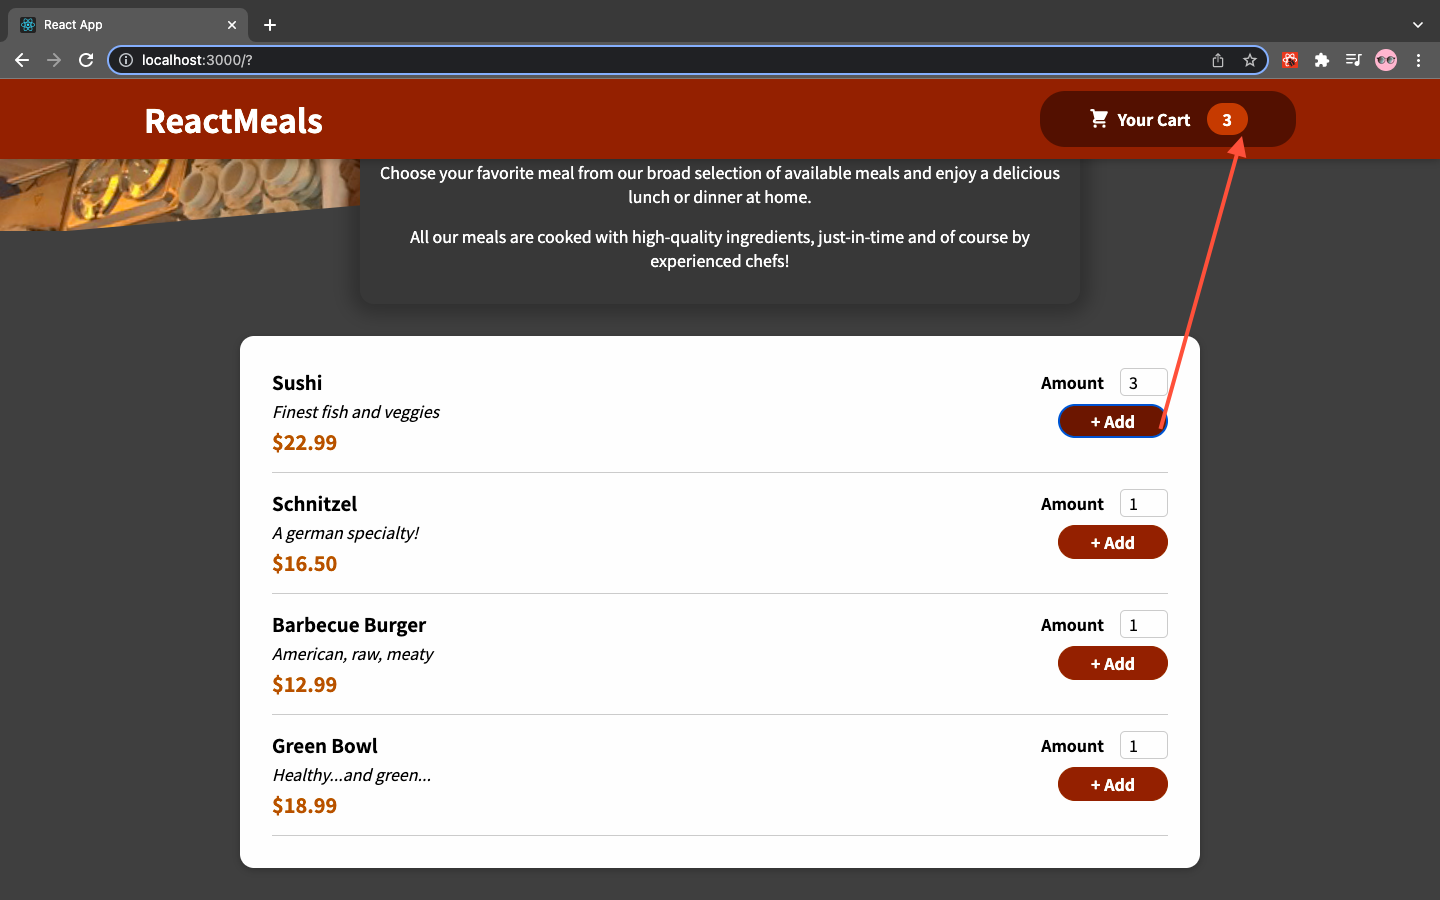 React App
localhost:3000/?
ReactMeals
Your Cart 3
Choose your favorite meal from our broad selection of available meals and enjoy a delicious
lunch or dinner at home.
All our meals are cooked with high-quality ingredients, just-in-time and of course by
experienced chefs!
Sushi
Finest fish and veggies
$22.99
Amount 3
+ Add
Schnitzel
A german specialty!
$16.50
Amount 1
+ Add
Barbecue Burger
American, raw, meaty
$12.99
Amount 1
+ Add
Green Bowl
Healthy...and green...
$18.99
Amount 1
+ Add